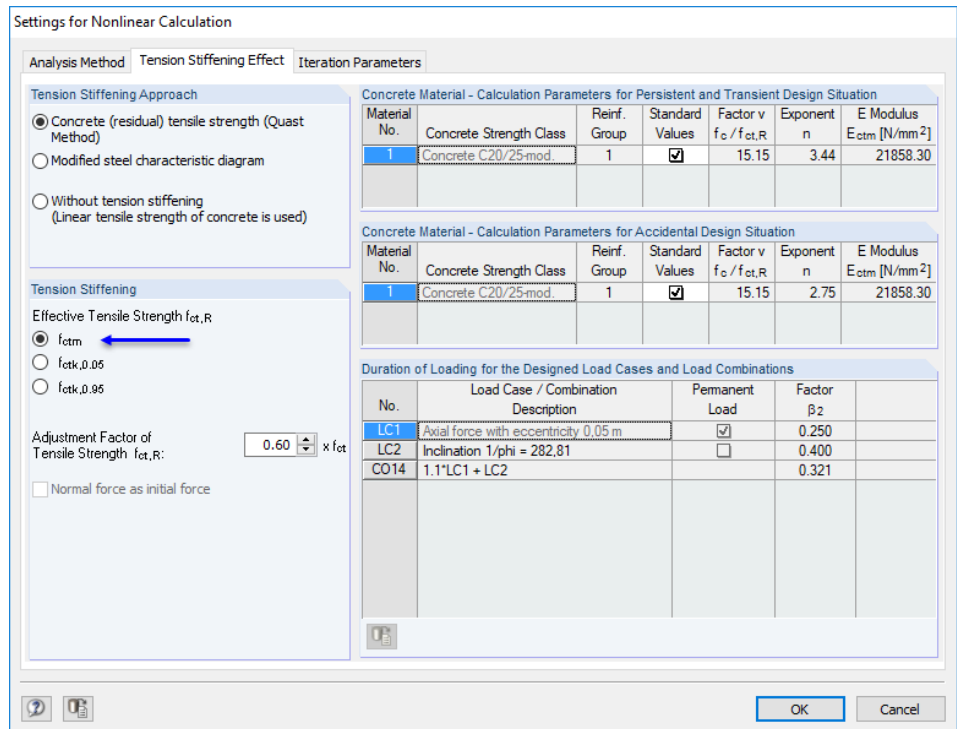 Settings for Nonlinear Calculation
Analysis Method Tension Stiffening Effect Iteration Parameters
Tension Stiffening Approach
Concrete (residual) tensile strength (Quast
Method)
Modified steel characteristic diagram
Without tension stiffening
(Linear tensile strength of concrete is used)
Tension Stiffening
Effective Tensile Strength fct,R
fctm
fctk,0.05
fctk,0.95
Adjustment Factor of
Tensile Strength fct,R: 0.60 x fct
Normal force as initial force
Concrete Material - Calculation Parameters for Persistent and Transient Design Situation
Material Reinf. Standard Factor v Exponent E Modulus
No. Concrete Strength Class Group Values fc/fct,R n Ectm [N/mm²]
1 Concrete C20/25-mod. 1 15.15 3.44 21858.30
Concrete Material - Calculation Parameters for Accidental Design Situation
Material Reinf. Standard Factor v Exponent E Modulus
No. Concrete Strength Class Group Values fc/fct,R n Ectm [N/mm²]
1 Concrete C20/25-mod. 1 15.15 2.75 21858.30
Duration of Loading for the Designed Load Cases and Load Combinations
Load Case / Combination Permanent Factor
No. Description Load β2
LC1 Axial force with eccentricity 0,05 m 0.250
LC2 Inclination 1/phi = 282,81 0.400
CO14 1.1*LC1 + LC2 0.321
OK Cancel